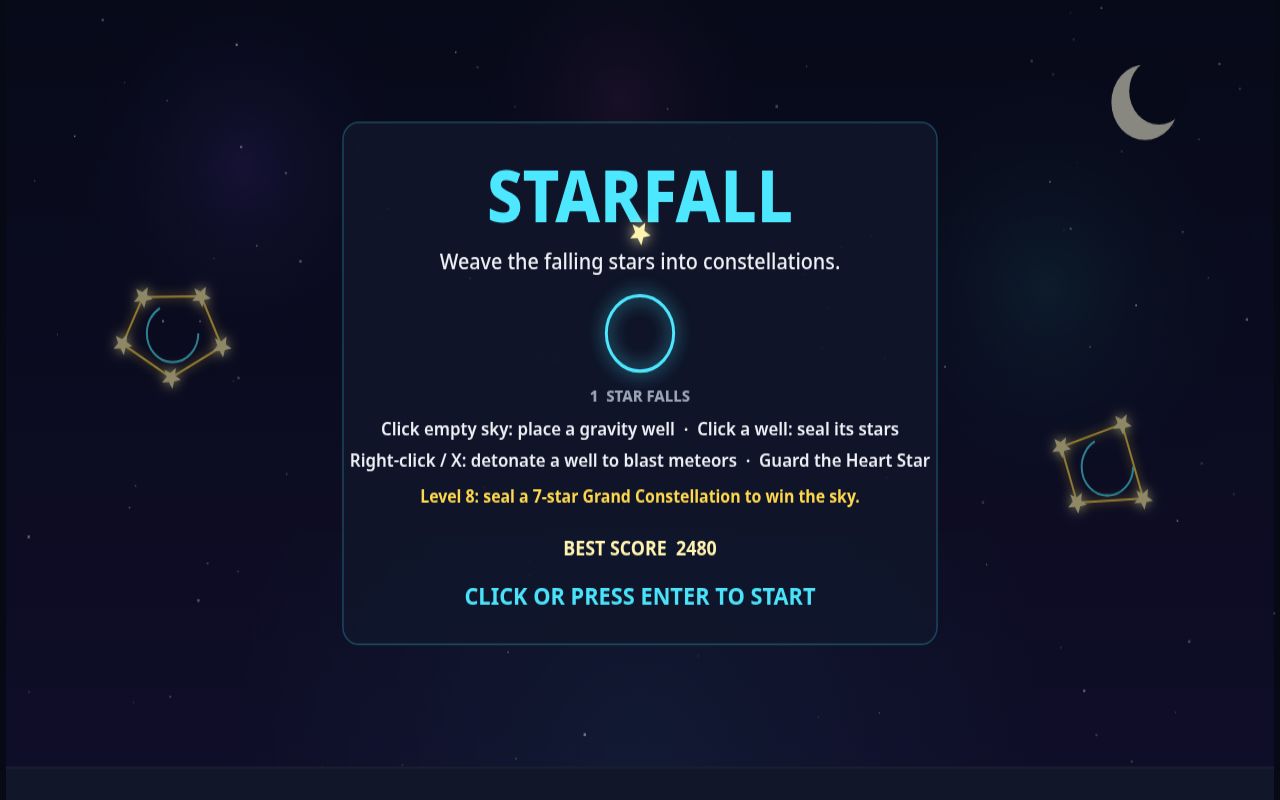 STARFALL
Weave the falling stars into constellations.
1 STAR FALLS
Click empty sky: place a gravity well · Click a well: seal its stars
Right-click / X: detonate a well to blast meteors · Guard the Heart Star
Level 8: seal a 7-star Grand Constellation to win the sky.
BEST SCORE 2480
CLICK OR PRESS ENTER TO START